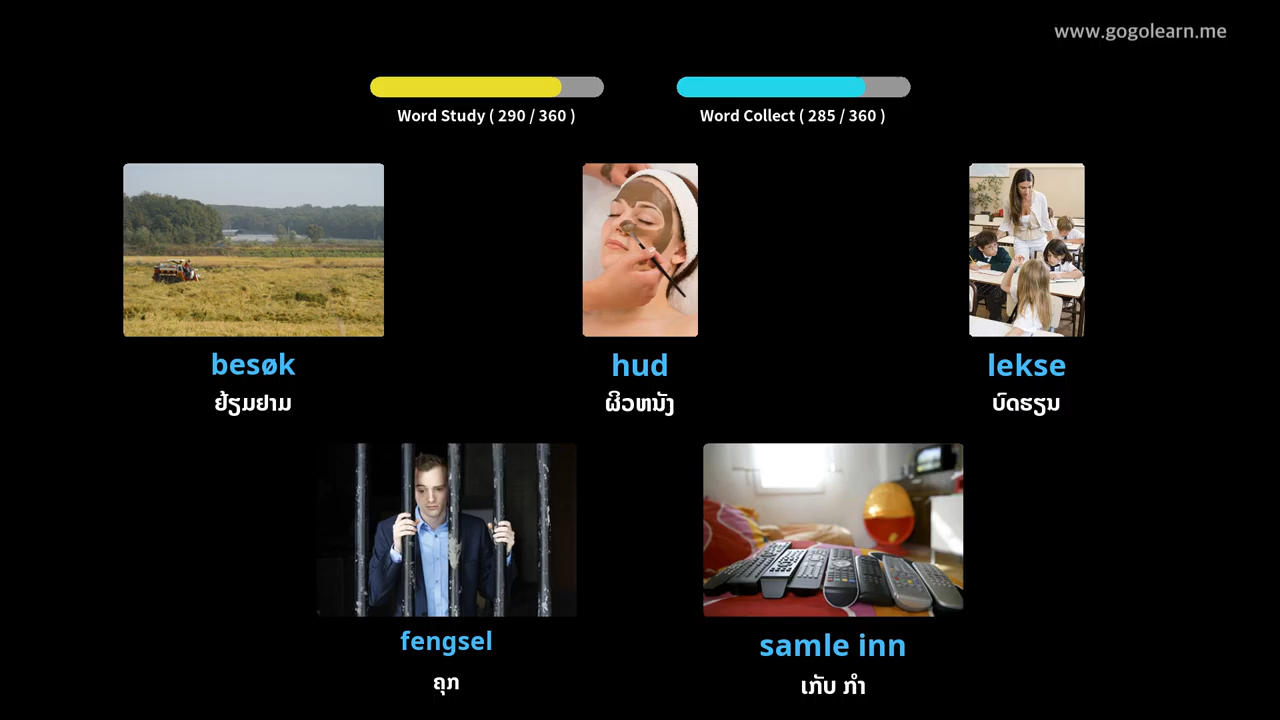 www.gogolearn.me
Word Study ( 290 / 360 )
Word Collect ( 285 / 360 )
besøk
ຢ້ຽມຢາມ
hud
ຜິວຫນັງ
lekse
ບົດຮຽນ
fengsel
ຄຸກ
samle inn
ເກັບ ກໍາ